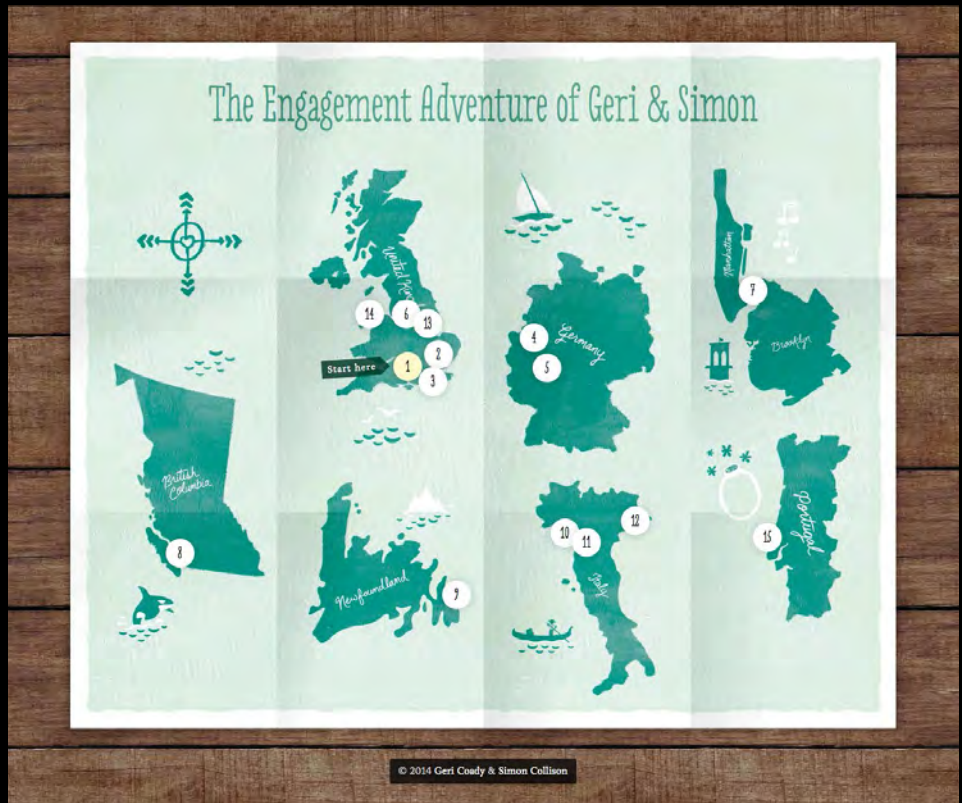 The Engagement Adventure of Geri & Simon
United King
14
6
13
2
Start here
1
3
Germany
4
5
Manhattan
7
Brooklyn
British
Columbia
8
Newfoundland
9
10
11
12
Italy
Portugal
15
© 2014 Geri Coady & Simon Collison